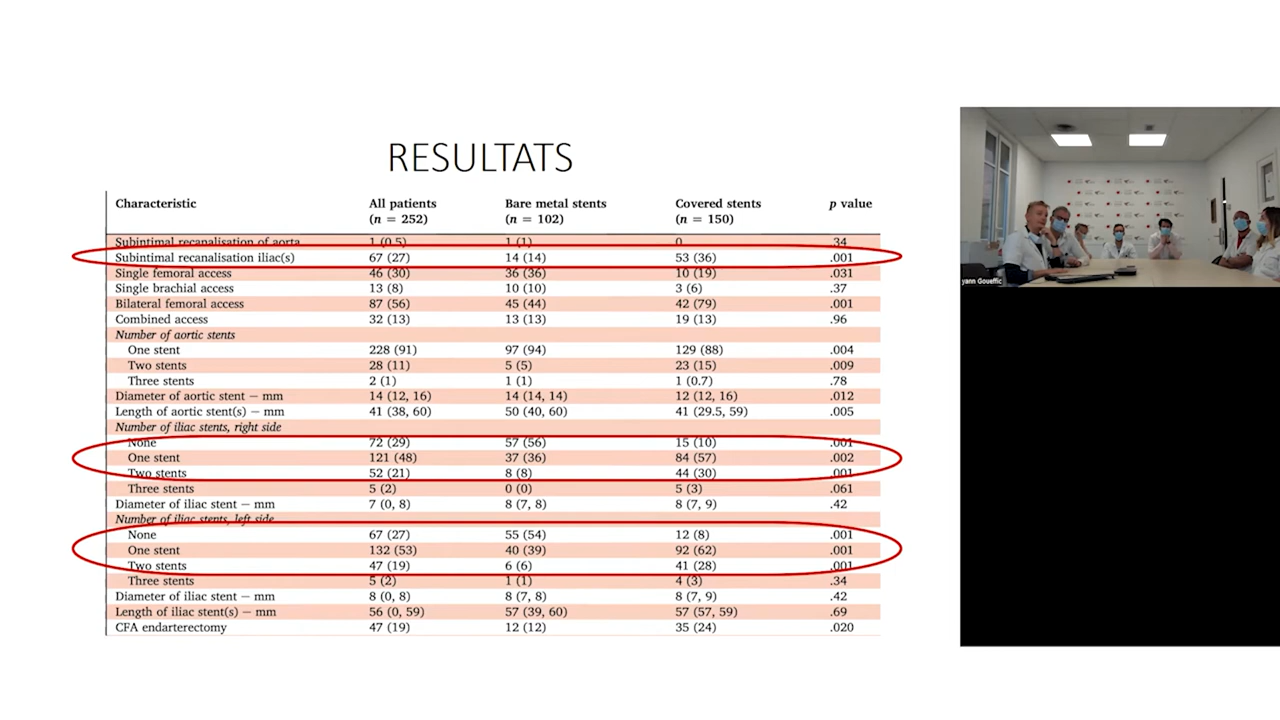 RESULTATS
Characteristic All patients (n = 252) Bare metal stents (n = 102) Covered stents (n = 150) p value
Subintimal recanalisation of aorta 1 (0.5) 1 (1) 0 .34
Subintimal recanalisation iliac(s) 67 (27) 14 (14) 53 (36) .001
Single femoral access 46 (30) 36 (36) 10 (19) .031
Single brachial access 13 (8) 10 (10) 3 (6) .37
Bilateral femoral access 87 (56) 45 (44) 42 (79) .001
Combined access 32 (13) 13 (13) 19 (13) .96
Number of aortic stents
One stent 228 (91) 97 (94) 129 (88) .004
Two stents 28 (11) 5 (5) 23 (15) .009
Three stents 2 (1) 1 (1) 1 (0.7) .78
Diameter of aortic stent – mm 14 (12, 16) 14 (14, 14) 12 (12, 16) .012
Length of aortic stent(s) – mm 41 (38, 60) 50 (40, 60) 41 (29.5, 59) .005
Number of iliac stents, right side
None 72 (29) 57 (56) 15 (10) .001
One stent 121 (48) 37 (36) 84 (57) .002
Two stents 52 (21) 8 (8) 44 (30) .001
Three stents 5 (2) 0 (0) 5 (3) .061
Diameter of iliac stent – mm 7 (0, 8) 8 (7, 8) 8 (7, 9) .42
Number of iliac stents, left side
None 67 (27) 55 (54) 12 (8) .001
One stent 132 (53) 40 (39) 92 (62) .001
Two stents 47 (19) 6 (6) 41 (28) .001
Three stents 5 (2) 1 (1) 4 (3) .34
Diameter of iliac stent – mm 8 (0, 8) 8 (7, 8) 8 (7, 9) .42
Length of iliac stent(s) – mm 56 (0, 59) 57 (39, 60) 57 (57, 59) .69
CFA endarterectomy 47 (19) 12 (12) 35 (24) .020
yann Goueffic